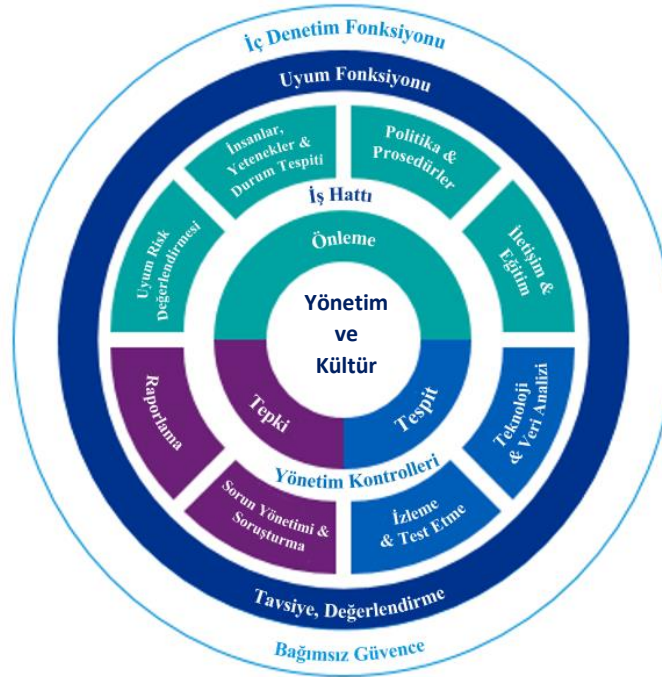 İç Denetim Fonksiyonu
Uyum Fonksiyonu
İnsanlar,
Yetenekler &
Durum Tespiti
Politika &
Prosedürler
İş Hattı
Önleme
Uyum Risk
Değerlendirmesi
İletişim &
Eğitim
Yönetim
ve
Kültür
Raporlama
Tepki
Tespit
Teknoloji
& Veri Analizi
Yönetim Kontrolleri
Sorun Yönetimi &
Soruşturma
İzleme
& Test Etme
Tavsiye, Değerlendirme
Bağımsız Güvence